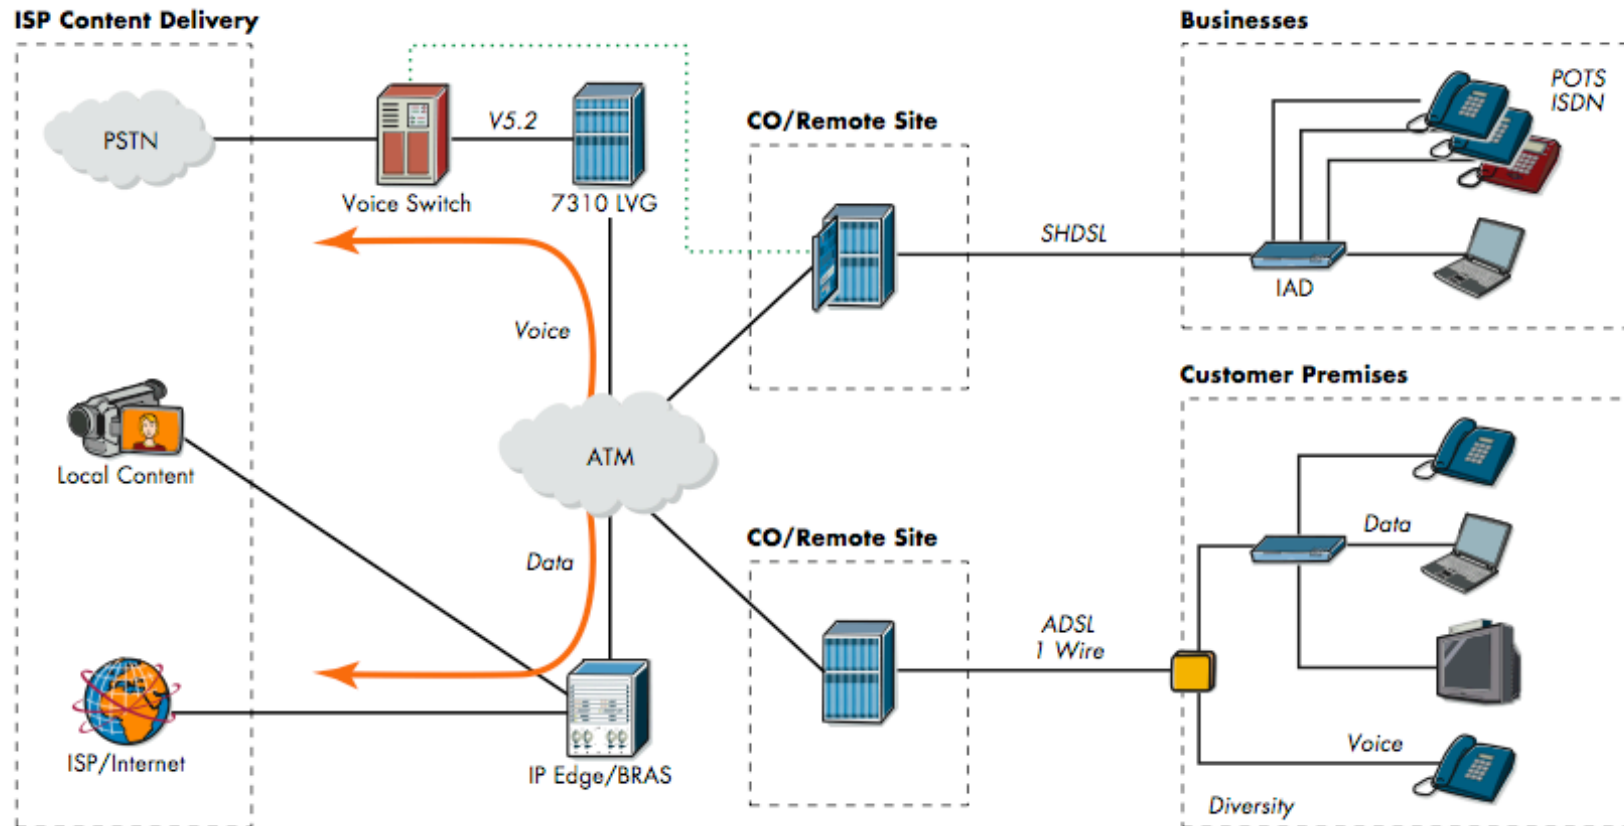 ISP Content Delivery
Businesses
POTS
ISDN
PSTN
V5.2
CO/Remote Site
Voice Switch
7310 LVG
SHDSL
IAD
Voice
Customer Premises
ATM
Local Content
Data
CO/Remote Site
Data
ADSL
1 Wire
Voice
ISP/Internet
IP Edge/BRAS
Diversity